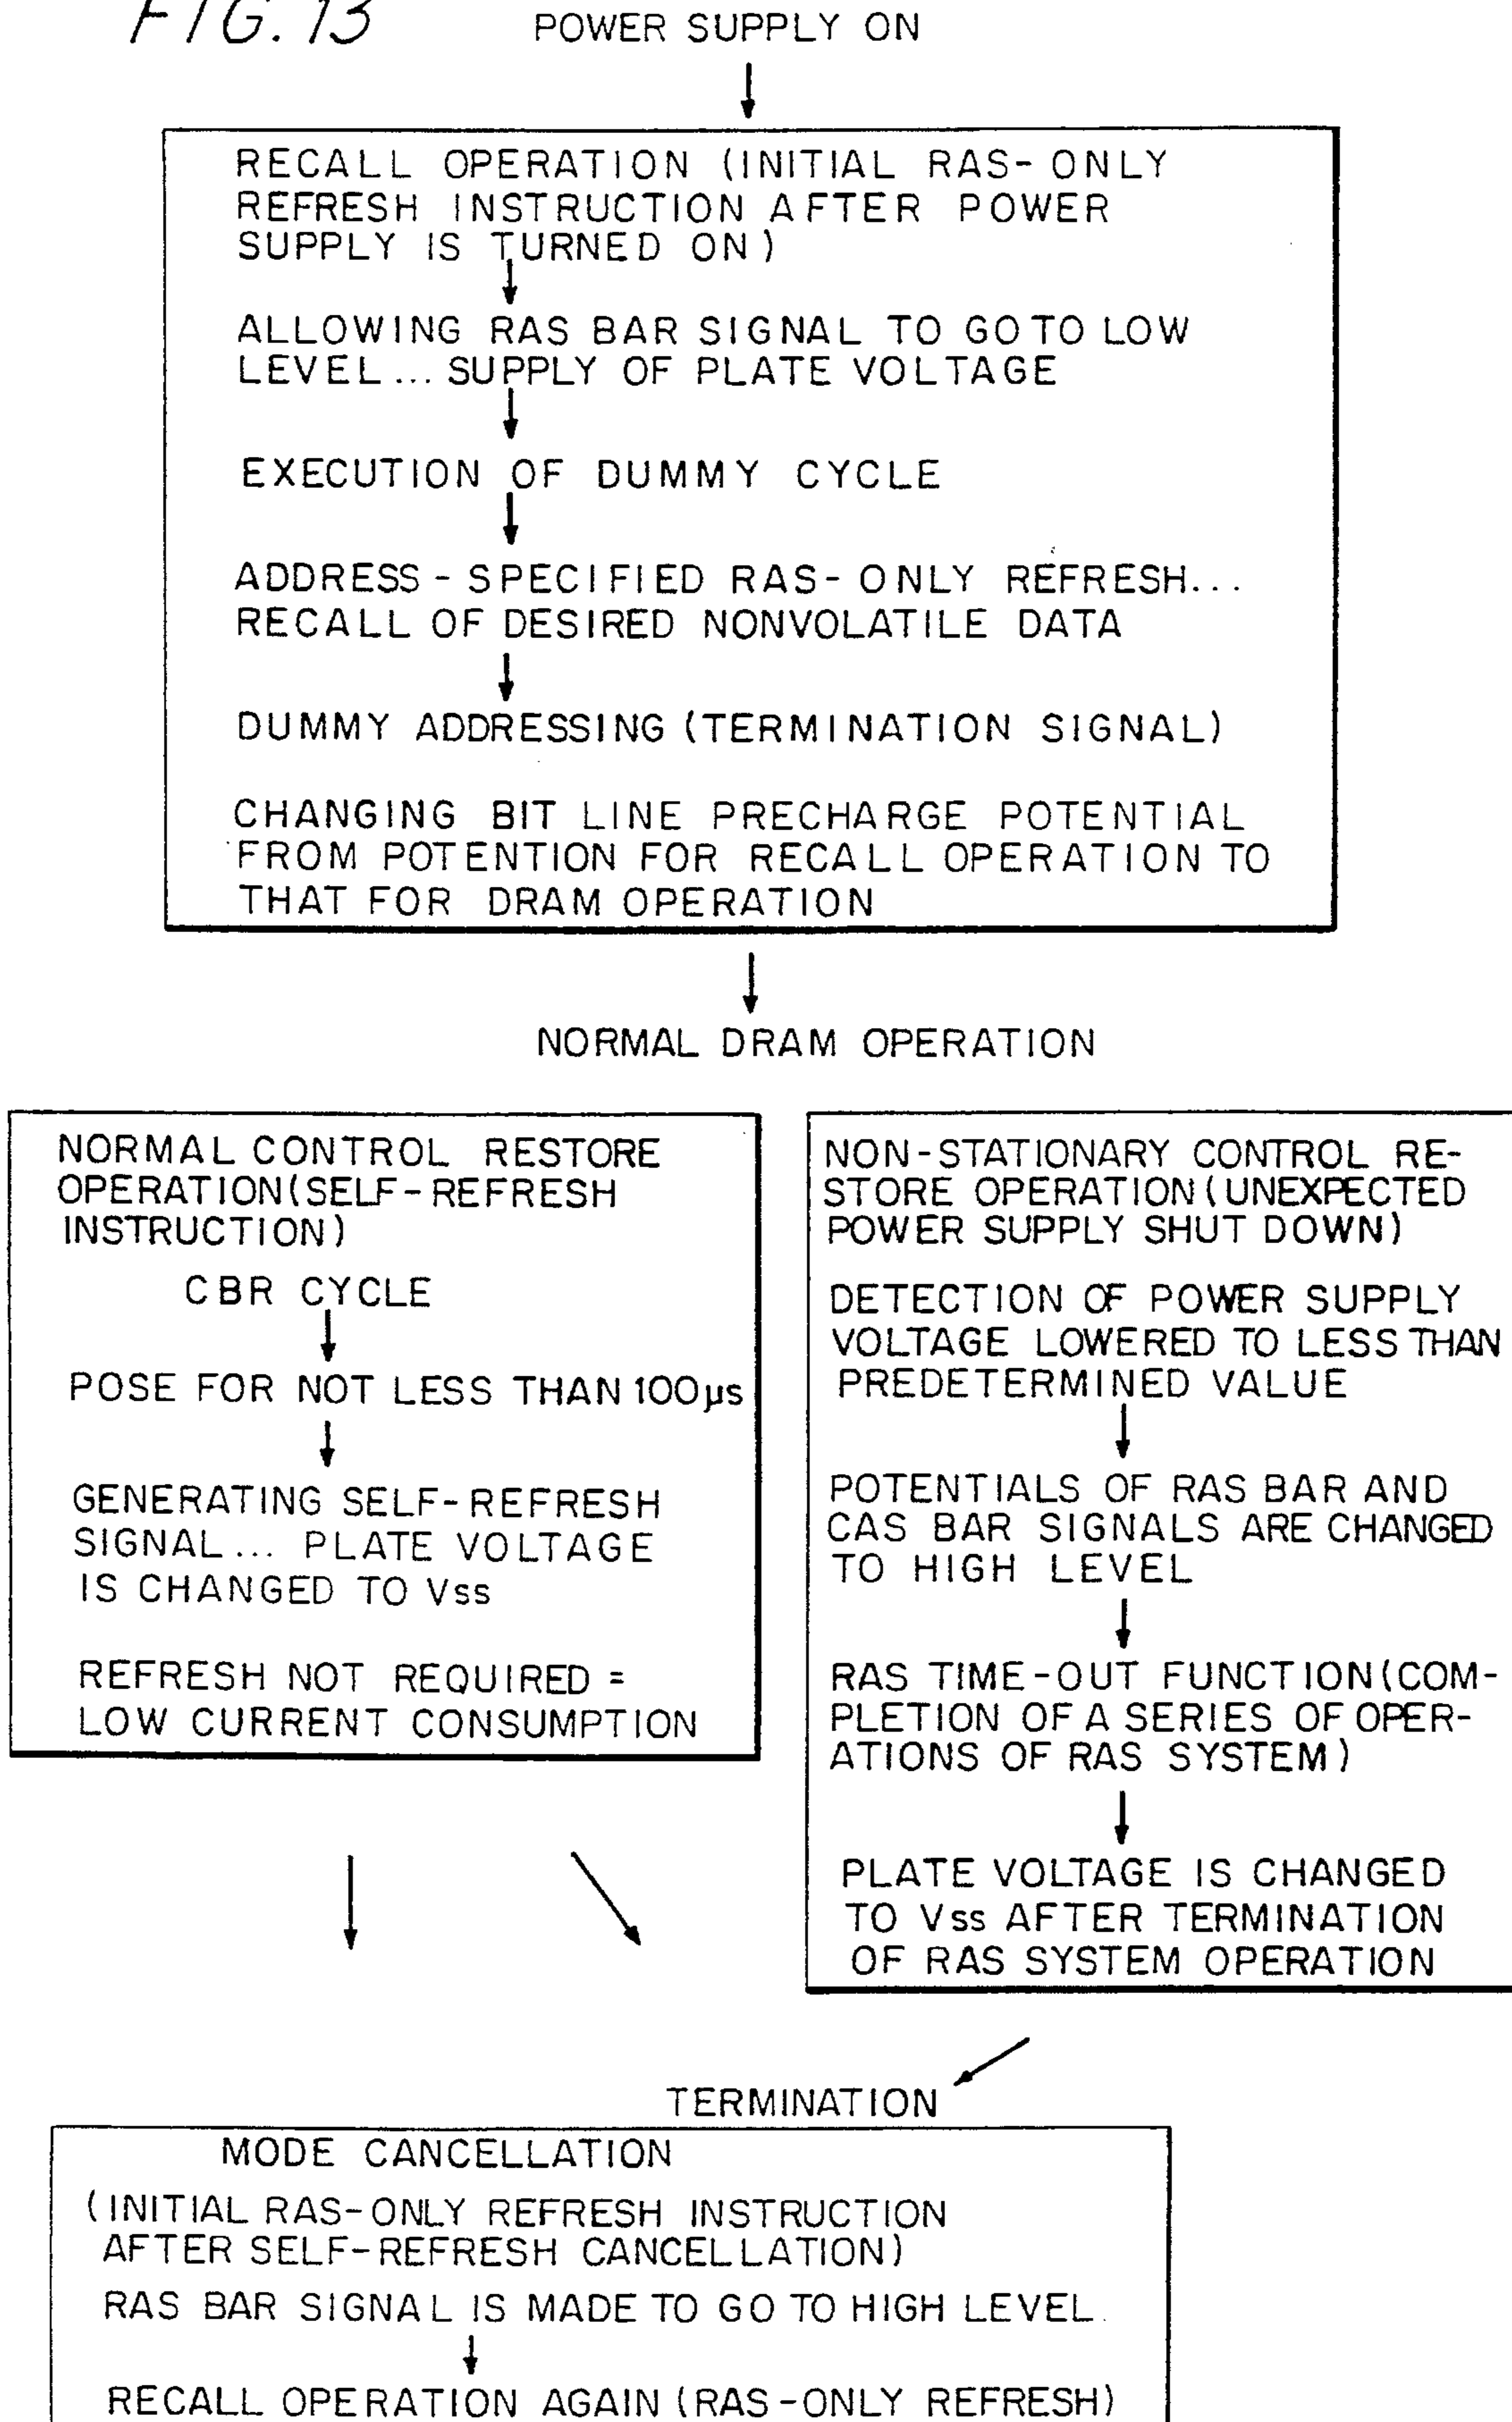 FIG. 13
POWER SUPPLY ON
RECALL OPERATION (INITIAL RAS-ONLY
REFRESH INSTRUCTION AFTER POWER
SUPPLY IS TURNED ON)
ALLOWING RAS BAR SIGNAL TO GO TO LOW
LEVEL... SUPPLY OF PLATE VOLTAGE
EXECUTION OF DUMMY CYCLE
ADDRESS-SPECIFIED RAS-ONLY REFRESH...
RECALL OF DESIRED NONVOLATILE DATA
DUMMY ADDRESSING (TERMINATION SIGNAL)
CHANGING BIT LINE PRECHARGE POTENTIAL
FROM POTENTION FOR RECALL OPERATION TO
THAT FOR DRAM OPERATION
NORMAL DRAM OPERATION
NORMAL CONTROL RESTORE
OPERATION (SELF-REFRESH
INSTRUCTION)
CBR CYCLE
POSE FOR NOT LESS THAN 100µs
GENERATING SELF-REFRESH
SIGNAL... PLATE VOLTAGE
IS CHANGED TO Vss
REFRESH NOT REQUIRED =
LOW CURRENT CONSUMPTION
NON-STATIONARY CONTROL RE-
STORE OPERATION (UNEXPECTED
POWER SUPPLY SHUT DOWN)
DETECTION OF POWER SUPPLY
VOLTAGE LOWERED TO LESS THAN
PREDETERMINED VALUE
POTENTIALS OF RAS BAR AND
CAS BAR SIGNALS ARE CHANGED
TO HIGH LEVEL
RAS TIME-OUT FUNCTION (COM-
PLETION OF A SERIES OF OPER-
ATIONS OF RAS SYSTEM)
PLATE VOLTAGE IS CHANGED
TO Vss AFTER TERMINATION
OF RAS SYSTEM OPERATION
TERMINATION
MODE CANCELLATION
(INITIAL RAS-ONLY REFRESH INSTRUCTION
AFTER SELF-REFRESH CANCELLATION)
RAS BAR SIGNAL IS MADE TO GO TO HIGH LEVEL
RECALL OPERATION AGAIN (RAS-ONLY REFRESH)